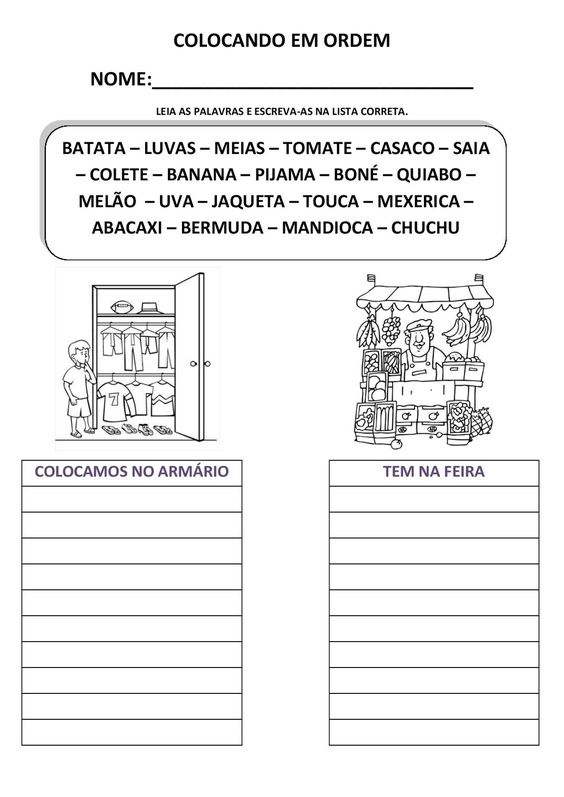 COLOCANDO EM ORDEM
NOME:________________________________
LEIA AS PALAVRAS E ESCREVA-AS NA LISTA CORRETA.
BATATA – LUVAS – MEIAS – TOMATE – CASACO – SAIA
– COLETE – BANANA – PIJAMA – BONÉ – QUIABO –
MELÃO – UVA – JAQUETA – TOUCA – MEXERICA –
ABACAXI – BERMUDA – MANDIOCA – CHUCHU
7
COLOCAMOS NO ARMÁRIO
TEM NA FEIRA